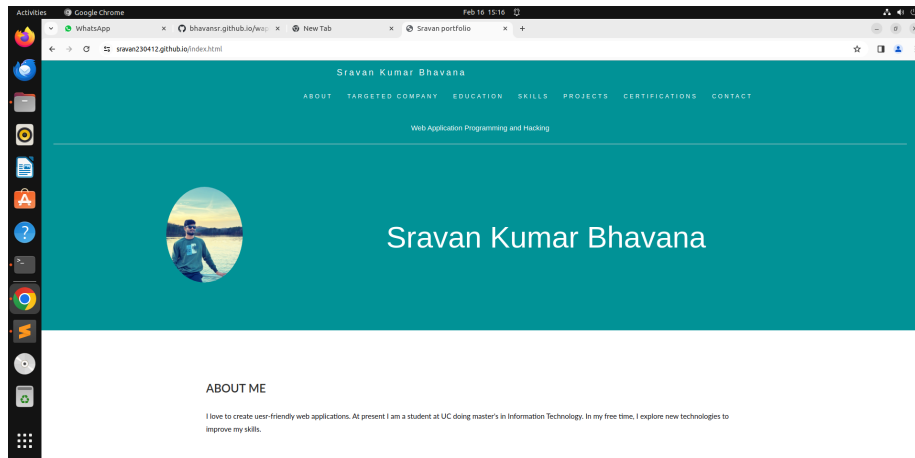 Activities Google Chrome Feb 16 15:16
WhatsApp bhavansr.github.io/wap New Tab Sravan portfolio
sravan230412.github.io/index.html
Sravan Kumar Bhavana
ABOUT TARGETED COMPANY EDUCATION SKILLS PROJECTS CERTIFICATIONS CONTACT
Web Application Programming and Hacking
Sravan Kumar Bhavana
ABOUT ME
I love to create uesr-friendly web applications. At present I am a student at UC doing master's in Information Technology. In my free time, I explore new technologies to
improve my skills.